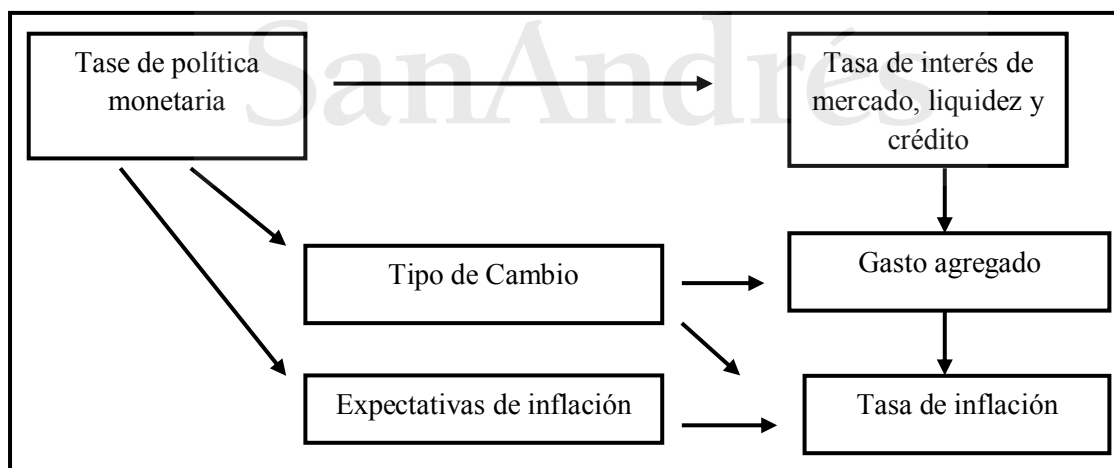 SanAndrés
Tase de política
monetaria
Tasa de interés de
mercado, liquidez y
crédito
Tipo de Cambio
Gasto agregado
Expectativas de inflación
Tasa de inflación